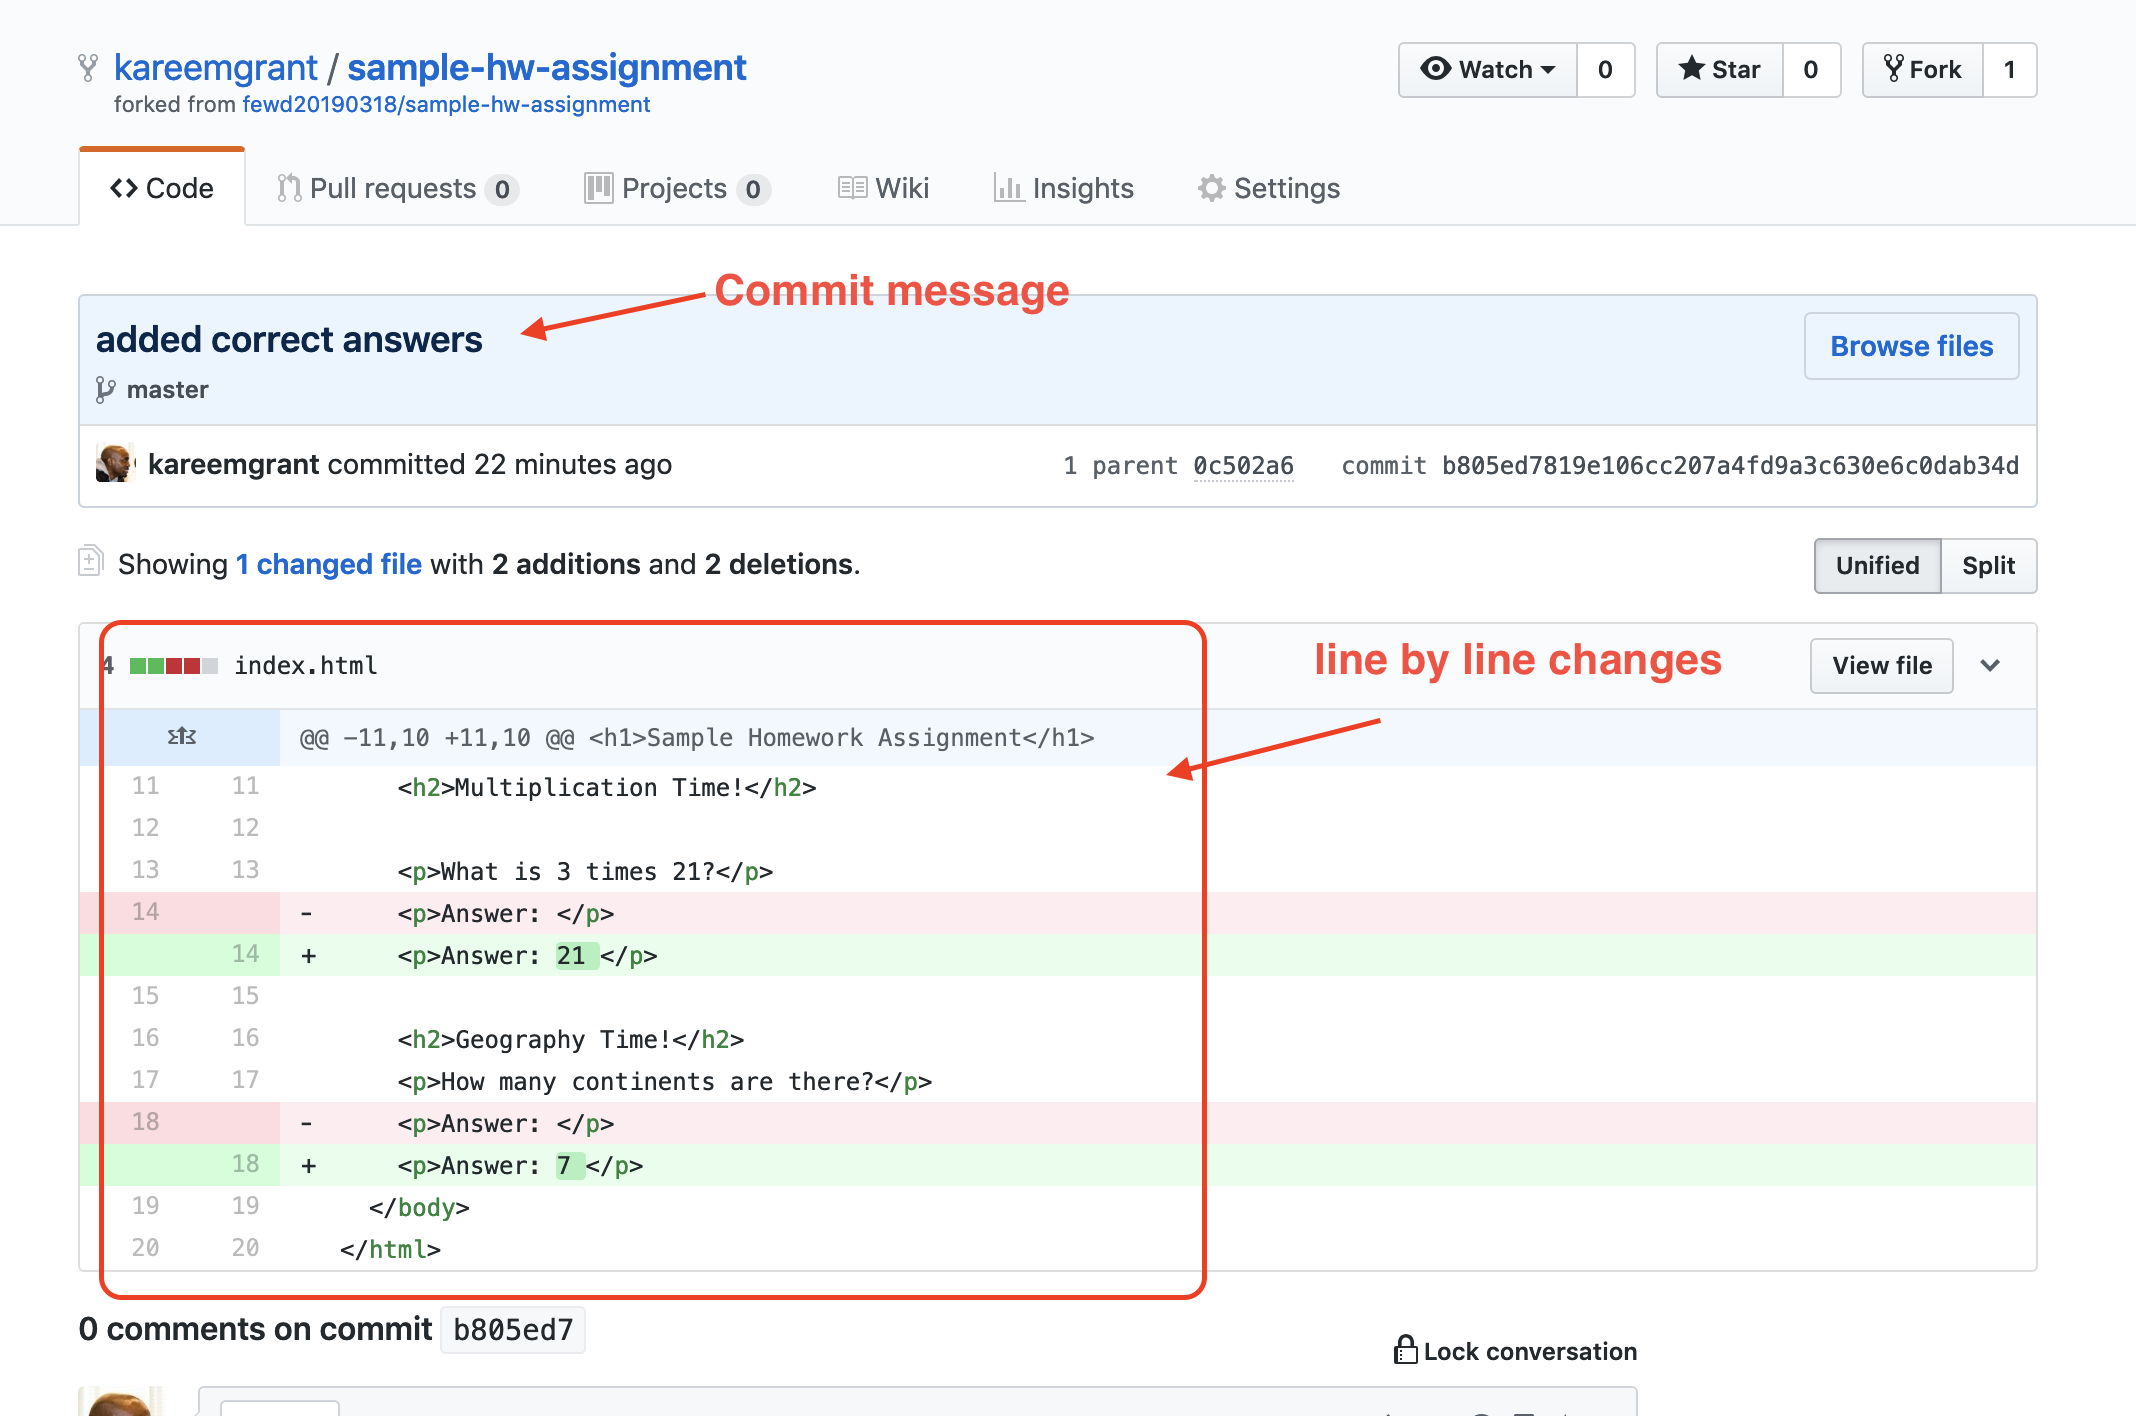 kareemgrant / sample-hw-assignment
forked from fewd20190318/sample-hw-assignment
Watch 0 Star 0 Fork 1
Code Pull requests 0 Projects 0 Wiki Insights Settings
Commit message
added correct answers
Browse files
master
kareemgrant committed 22 minutes ago 1 parent 0c502a6 commit b805ed7819e106cc207a4fd9a3c630e6c0dab34d
Showing 1 changed file with 2 additions and 2 deletions.
Unified Split
4 index.html
line by line changes
View file
@@ -11,10 +11,10 @@ <h1>Sample Homework Assignment</h1>
11 11 <h2>Multiplication Time!</h2>
12 12
13 13 <p>What is 3 times 21?</p>
14 - <p>Answer: </p>
14 + <p>Answer: 21 </p>
15 15
16 16 <h2>Geography Time!</h2>
17 17 <p>How many continents are there?</p>
18 - <p>Answer: </p>
18 + <p>Answer: 7 </p>
19 19 </body>
20 20 </html>
0 comments on commit b805ed7
Lock conversation